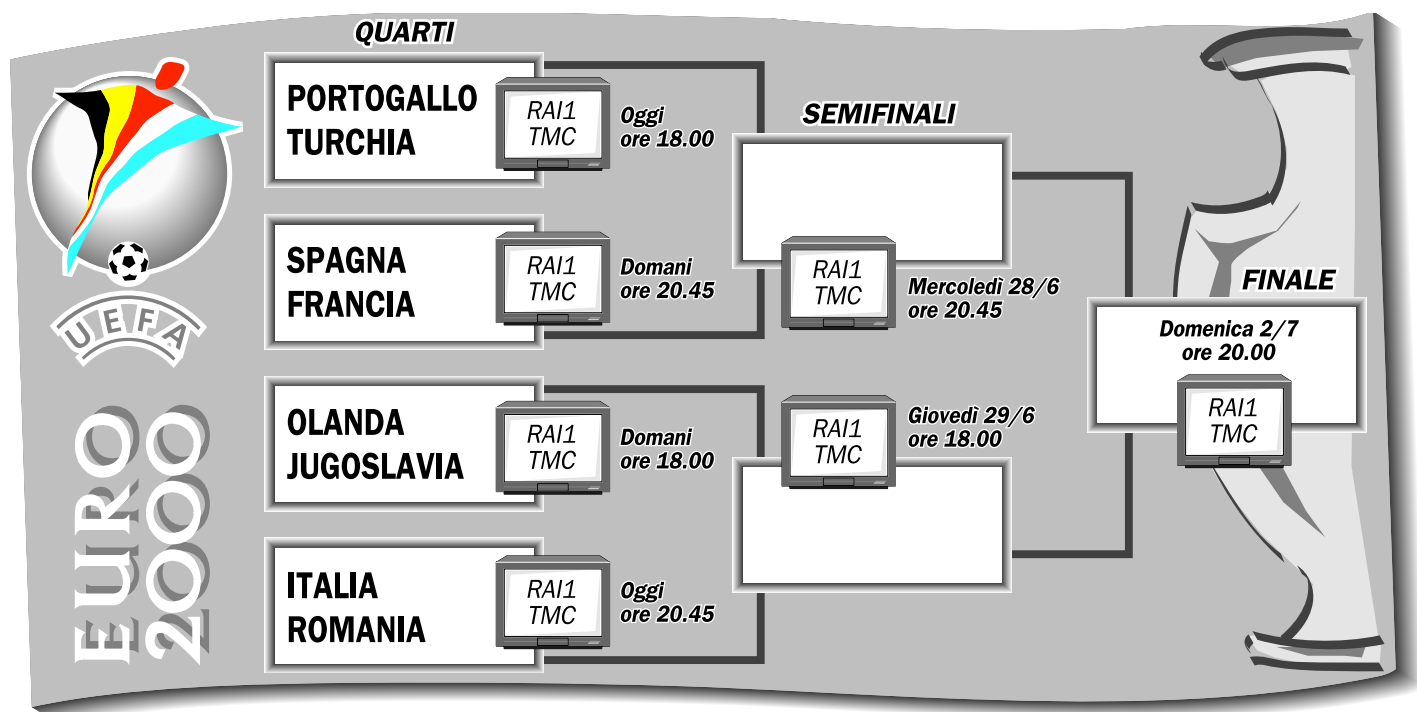 QUARTI
PORTOGALLO
TURCHIA
RAI1
TMC
Oggi
ore 18.00
SPAGNA
FRANCIA
RAI1
TMC
Domani
ore 20.45
OLANDA
JUGOSLAVIA
RAI1
TMC
Domani
ore 18.00
ITALIA
ROMANIA
RAI1
TMC
Oggi
ore 20.45
SEMIFINALI
RAI1
TMC
Mercoledì 28/6
ore 20.45
RAI1
TMC
Giovedì 29/6
ore 18.00
FINALE
Domenica 2/7
ore 20.00
RAI1
TMC
UEFA
EURO
2000